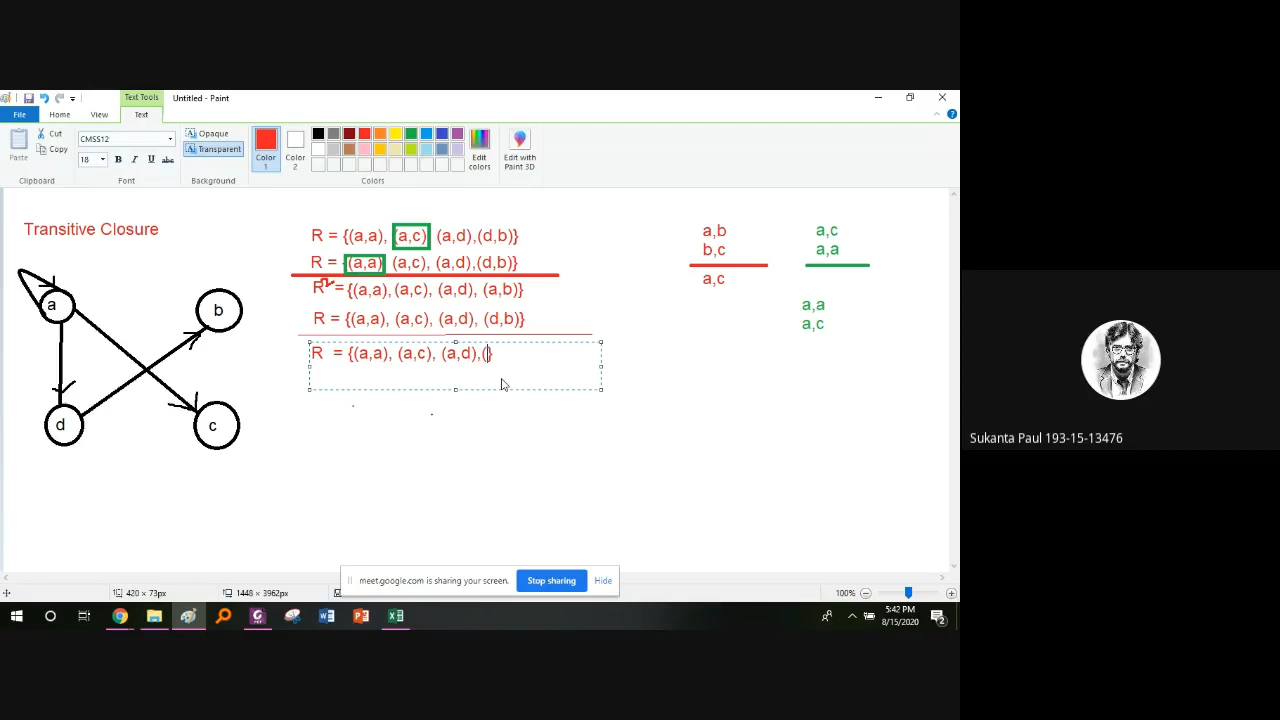 Text Tools
Untitled - Paint
File
Home
View
Text
Paste
Cut
Copy
Clipboard
CMSS12
18
B
I
U
abc
Font
Opaque
Transparent
Background
Color 1
Color 2
Edit colors
Colors
Edit with Paint 3D
Transitive Closure
a
b
d
c
R = {(a,a), (a,c) (a,d),(d,b)}
R = (a,a) (a,c), (a,d),(d,b)}
R2 = {(a,a), (a,c), (a,d), (a,b)}
R = {(a,a), (a,c), (a,d), (d,b)}
R = {(a,a), (a,c), (a,d),(}
a,b
b,c
a,c
a,c
a,a
a,a
a,c
Sukanta Paul 193-15-13476
meet.google.com is sharing your screen.
Stop sharing
Hide
420 × 73px
1448 × 3962px
100%
5:42 PM
8/15/2020
2